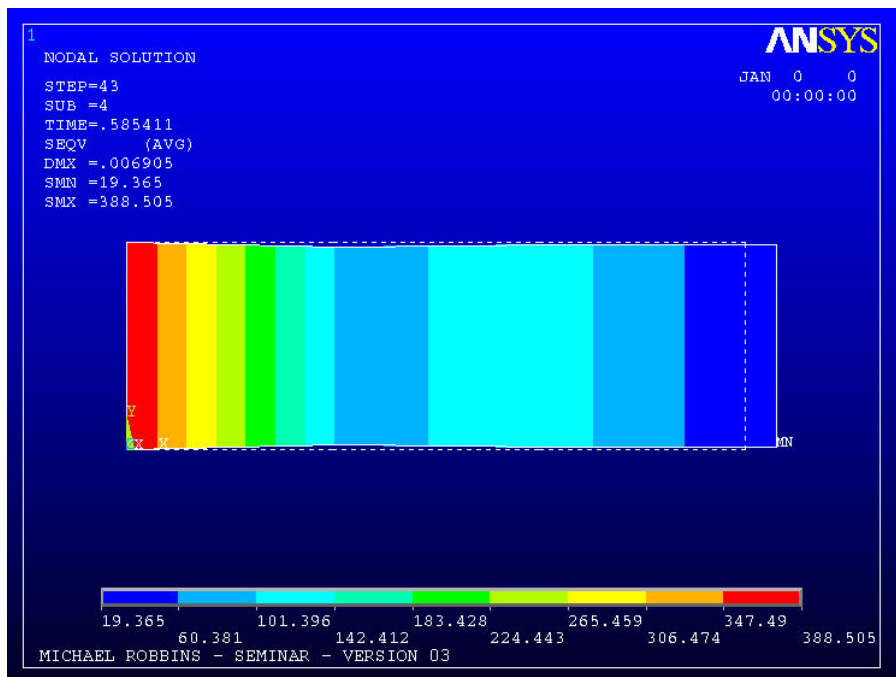 1
ANSYS
NODAL SOLUTION
JAN 0 0
00:00:00
STEP=43
SUB =4
TIME=.585411
SEQV (AVG)
DMX =.006905
SMN =19.365
SMX =388.505
Y
ZX X
MN
19.365 101.396 183.428 265.459 347.49
60.381 142.412 224.443 306.474 388.505
MICHAEL ROBBINS - SEMINAR - VERSION 03